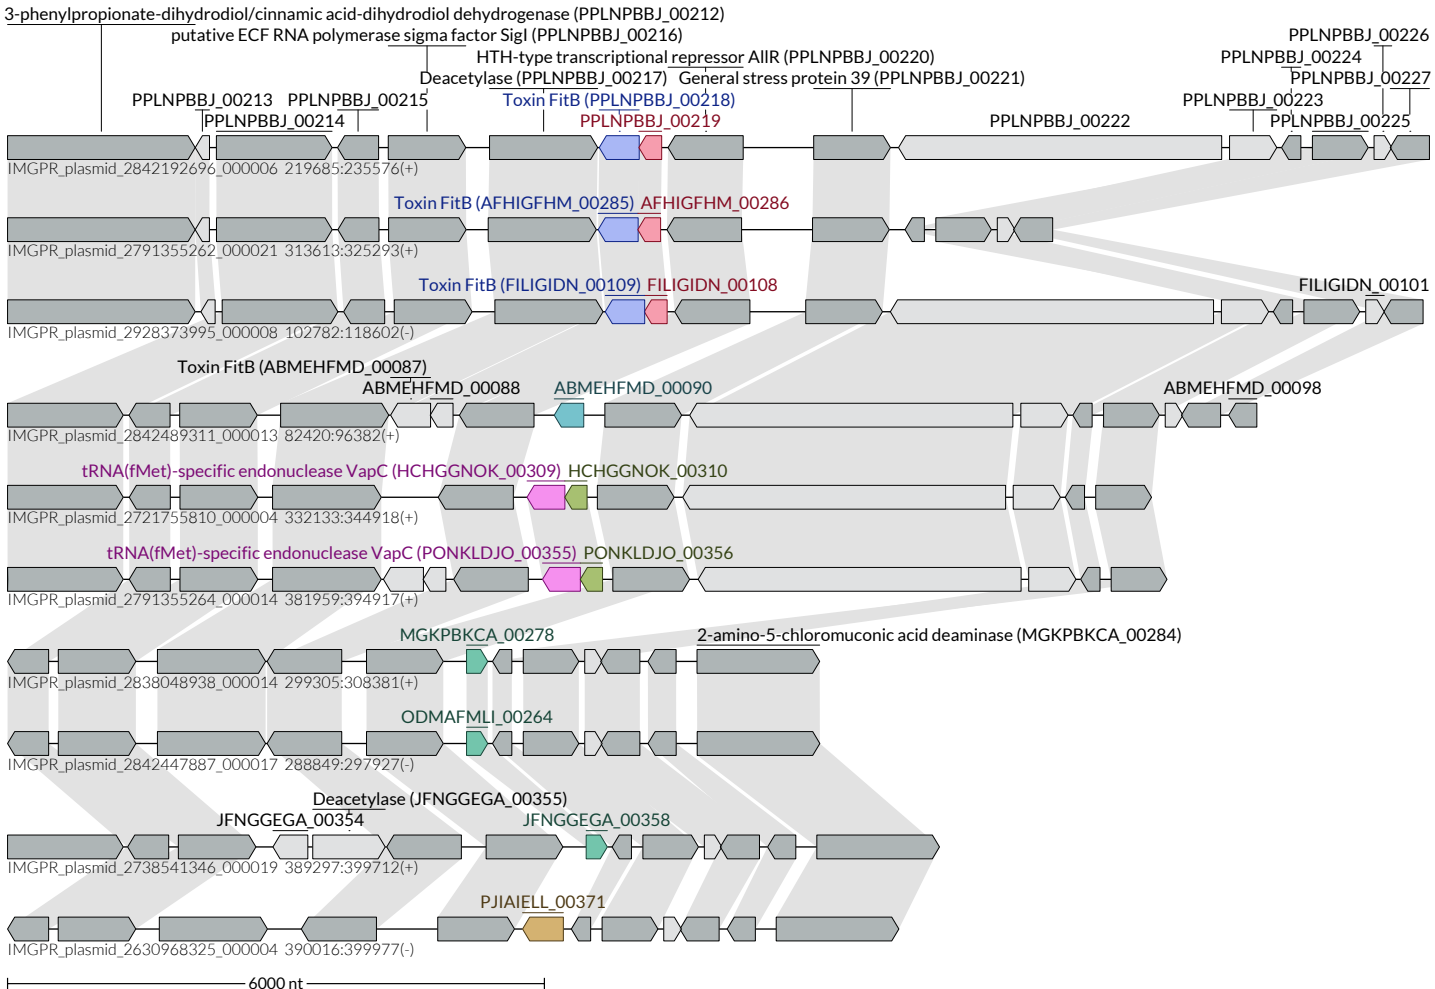 3-phenylpropionate-dihydrodiol/cinnamic acid-dihydrodiol dehydrogenase (PPLNPBBJ_00212)
putative ECF RNA polymerase sigma factor SigI (PPLNPBBJ_00216) PPLNPBBJ_00226
HTH-type transcriptional repressor AllR (PPLNPBBJ_00220) PPLNPBBJ_00224
Deacetylase (PPLNPBBJ_00217) General stress protein 39 (PPLNPBBJ_00221) PPLNPBBJ_00227
PPLNPBBJ_00213 PPLNPBBJ_00215 Toxin FitB (PPLNPBBJ_00218) PPLNPBBJ_00223
PPLNPBBJ_00214 PPLNPBBJ_00219 PPLNPBBJ_00222 PPLNPBBJ_00225
IMGPR_plasmid_2842192696_000006 219685:235576(+)
Toxin FitB (AFHIGFHM_00285) AFHIGFHM_00286
IMGPR_plasmid_2791355262_000021 313613:325293(+)
Toxin FitB (FILIGIDN_00109) FILIGIDN_00108 FILIGIDN_00101
IMGPR_plasmid_2928373995_000008 102782:118602(-)
Toxin FitB (ABMEHFMD_00087)
ABMEHFMD_00088 ABMEHFMD_00090 ABMEHFMD_00098
IMGPR_plasmid_2842489311_000013 82420:96382(+)
tRNA(fMet)-specific endonuclease VapC (HCHGGNOK_00309) HCHGGNOK_00310
IMGPR_plasmid_2721755810_000004 332133:344918(+)
tRNA(fMet)-specific endonuclease VapC (PONKLDJO_00355) PONKLDJO_00356
IMGPR_plasmid_2791355264_000014 381959:394917(+)
MGKPBKCA_00278 2-amino-5-chloromuconic acid deaminase (MGKPBKCA_00284)
IMGPR_plasmid_2838048938_000014 299305:308381(+)
ODMAFMLI_00264
IMGPR_plasmid_2842447887_000017 288849:297927(-)
Deacetylase (JFNGGEGA_00355)
JFNGGEGA_00354 JFNGGEGA_00358
IMGPR_plasmid_2738541346_000019 389297:399712(+)
PJIAIELL_00371
IMGPR_plasmid_2630968325_000004 390016:399977(-)
6000 nt